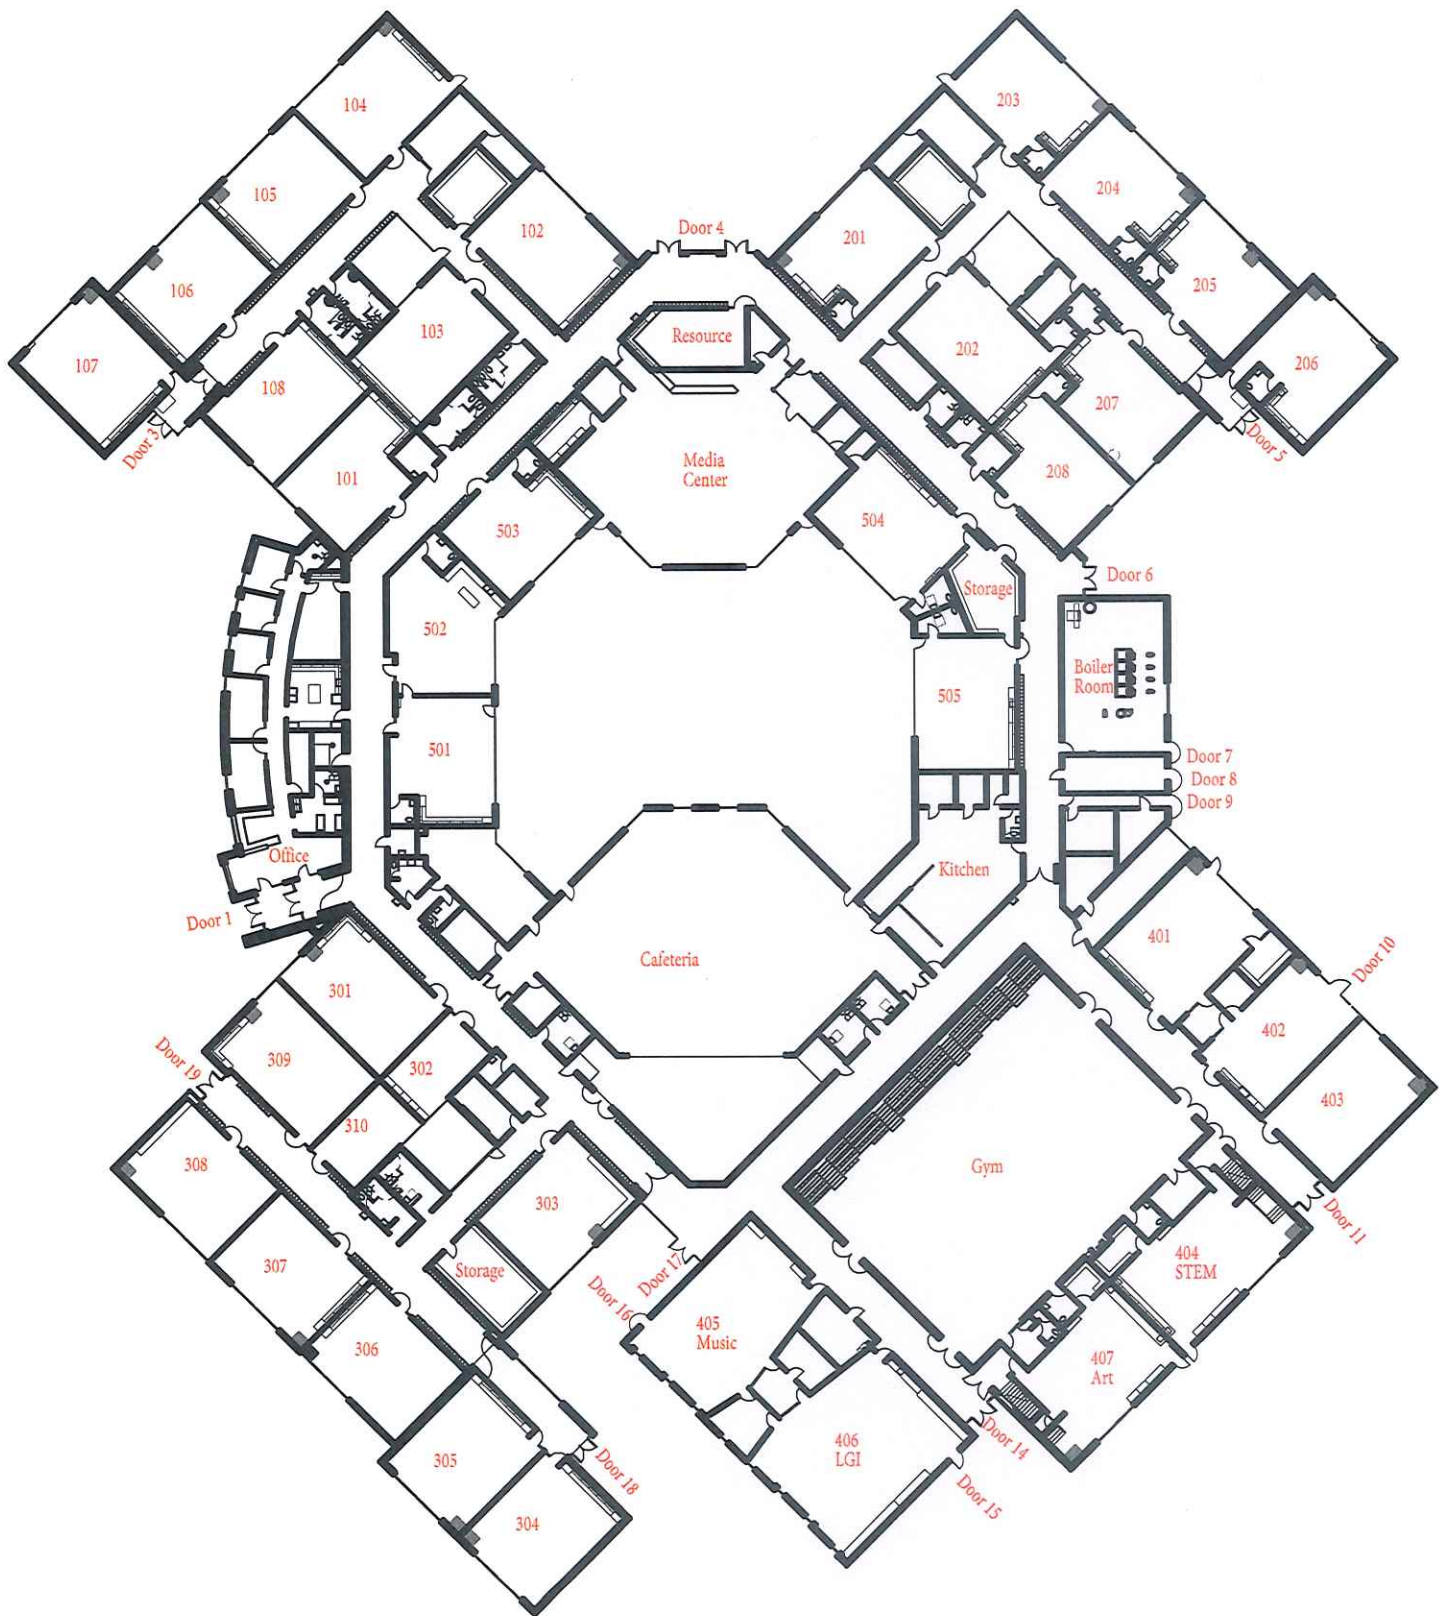 104
203
105
204
102
Door 4
201
106
205
103
Resource
202
206
107
108
207
Door 3
Door 5
Media
Center
101
208
503
504
Door 6
Storage
502
Boiler
Room
505
501
Door 7
Door 8
Door 9
Office
Kitchen
Door 1
401
Cafeteria
Door 10
301
309
402
Door 19
302
403
310
308
Gym
303
Door 11
307
Storage
404
STEM
Door 17
Door 16
405
Music
306
407
Art
406
LGI
Door 14
305
Door 18
Door 15
304